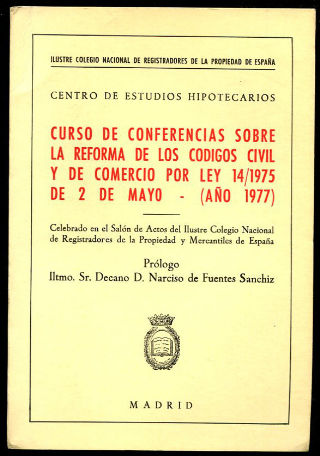 ILUSTRE COLEGIO NACIONAL DE REGISTRADORES DE LA PROPIEDAD DE ESPAÑA
CENTRO DE ESTUDIOS HIPOTECARIOS
CURSO DE CONFERENCIAS SOBRE
LA REFORMA DE LOS CODIGOS CIVIL
Y DE COMERCIO POR LEY 14/1975
DE 2 DE MAYO - (AÑO 1977)
Celebrado en el Salón de Actos del Ilustre Colegio Nacional
de Registradores de la Propiedad y Mercantiles de España
Prólogo
Iltmo. Sr. Decano D. Narciso de Fuentes Sanchiz
MADRID